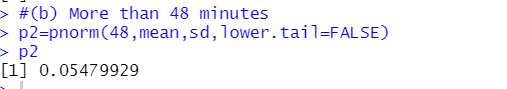 > #(b) More than 48 minutes
> p2=pnorm(48,mean,sd,lower.tail=FALSE)
> p2
[1] 0.05479929
>